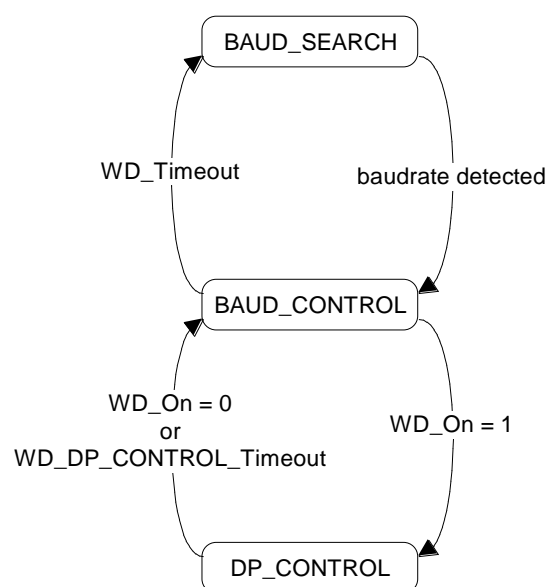 BAUD_SEARCH
WD_Timeout
baudrate detected
BAUD_CONTROL
WD_On = 0
or
WD_DP_CONTROL_Timeout
WD_On = 1
DP_CONTROL